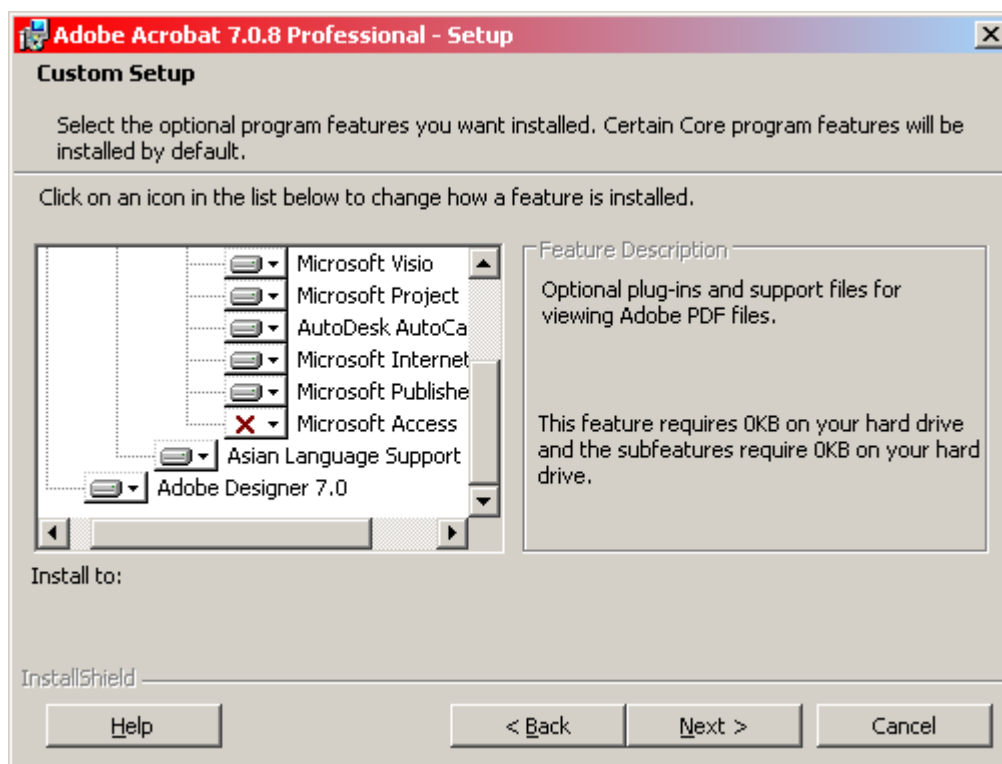 Adobe Acrobat 7.0.8 Professional - Setup
Custom Setup
Select the optional program features you want installed. Certain Core program features will be
installed by default.
Click on an icon in the list below to change how a feature is installed.
Microsoft Visio
Microsoft Project
AutoDesk AutoCa
Microsoft Internet
Microsoft Publishe
Microsoft Access
Asian Language Support
Adobe Designer 7.0
Feature Description
Optional plug-ins and support files for
viewing Adobe PDF files.
This feature requires 0KB on your hard drive
and the subfeatures require 0KB on your hard
drive.
Install to:
InstallShield
Help
< Back
Next >
Cancel